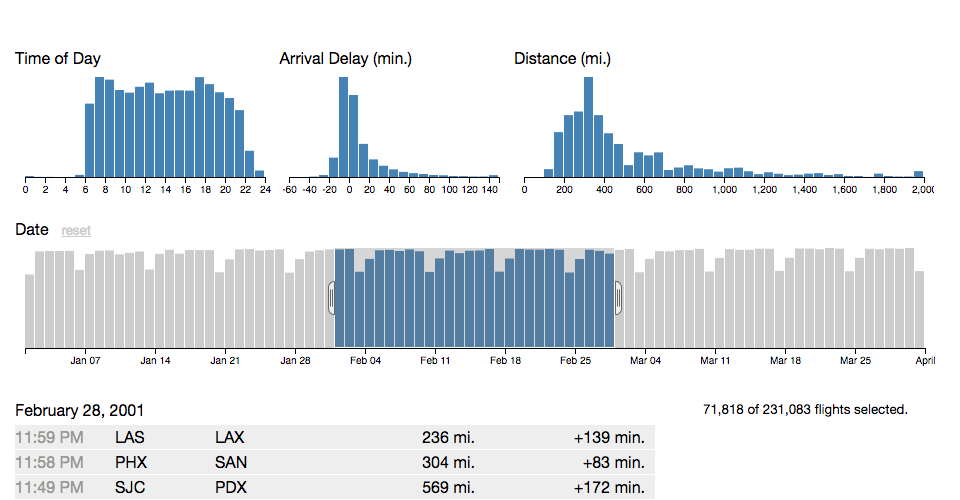 Time of Day Arrival Delay (min.) Distance (mi.)
0 2 4 6 8 10 12 14 16 18 20 22 24 -60 -40 -20 0 20 40 60 80 100 120 140 0 200 400 600 800 1,000 1,200 1,400 1,600 1,800 2,000
Date reset
Jan 07 Jan 14 Jan 21 Jan 28 Feb 04 Feb 11 Feb 18 Feb 25 Mar 04 Mar 11 Mar 18 Mar 25 April
February 28, 2001 71,818 of 231,083 flights selected.
11:59 PM LAS LAX 236 mi. +139 min.
11:58 PM PHX SAN 304 mi. +83 min.
11:49 PM SJC PDX 569 mi. +172 min.